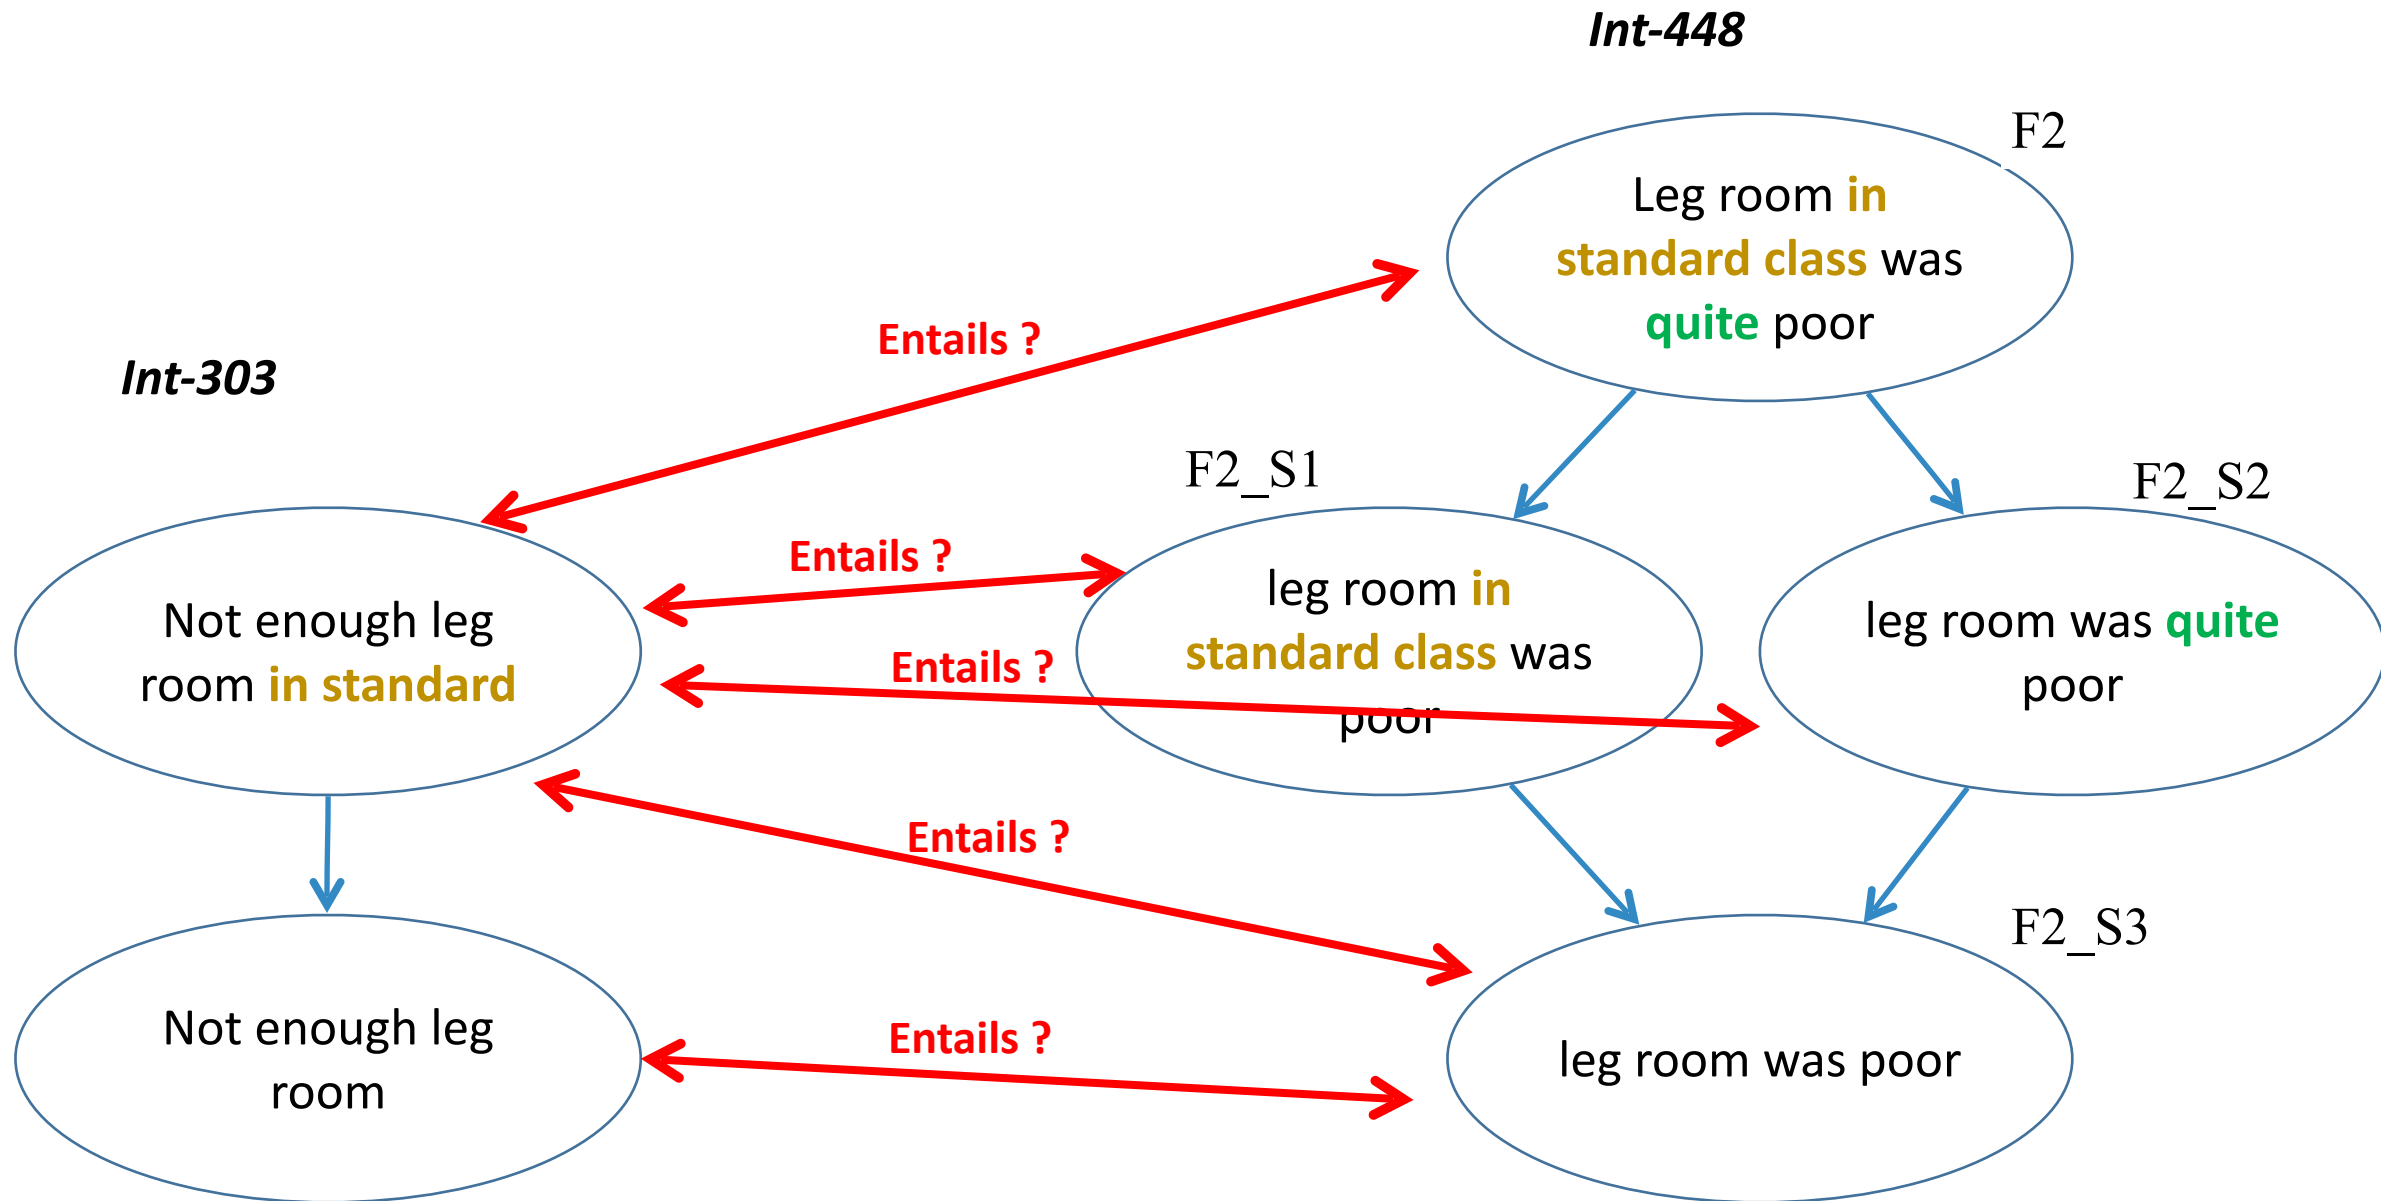 Int-448
F2
Leg room in
standard class was
quite poor
Entails ?
Int-303
F2_S1
F2_S2
Entails ?
Not enough leg
room in standard
leg room in
standard class was
poor
leg room was quite
poor
Entails ?
Entails ?
F2_S3
Not enough leg
room
Entails ?
leg room was poor